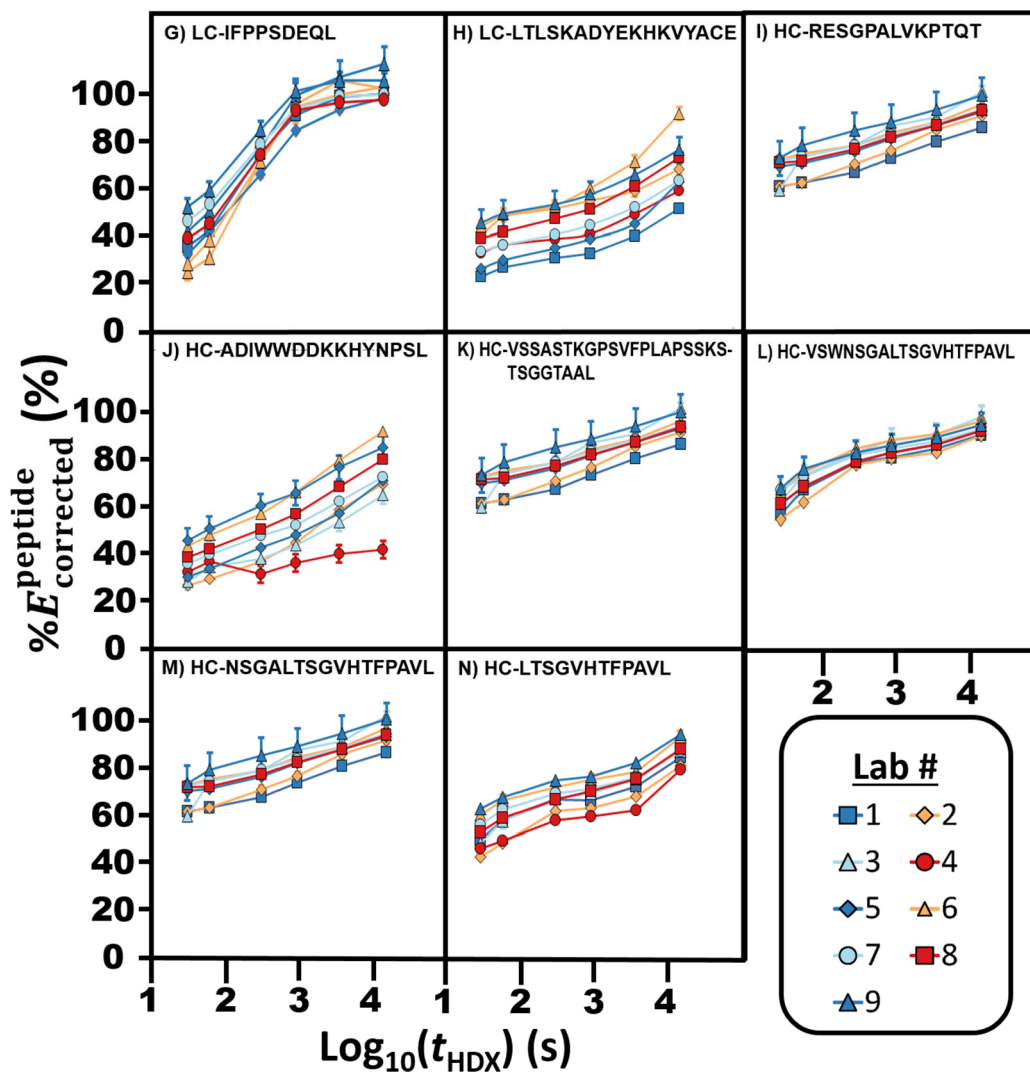 G) LC-IFPPSDEQL
H) LC-LTLSKADYEKHKVYACE
I) HC-RESGPALVKPTQT
100
80
60
40
20
0
J) HC-ADIWWDDKKHYNPSL
K) HC-VSSASTKGPSVFPLAPSSKS-
TSGGTAAL
L) HC-VSWNSGALTSGVHTFPAVL
%E peptide corrected (%)
100
80
60
40
20
0
2 3 4
M) HC-NSGALTSGVHTFPAVL
N) HC-LTSGVHTFPAVL
100
80
60
40
20
0
1 2 3 4 1 2 3 4
Log10(tHDX) (s)
Lab #
1 2
3 4
5 6
7 8
9